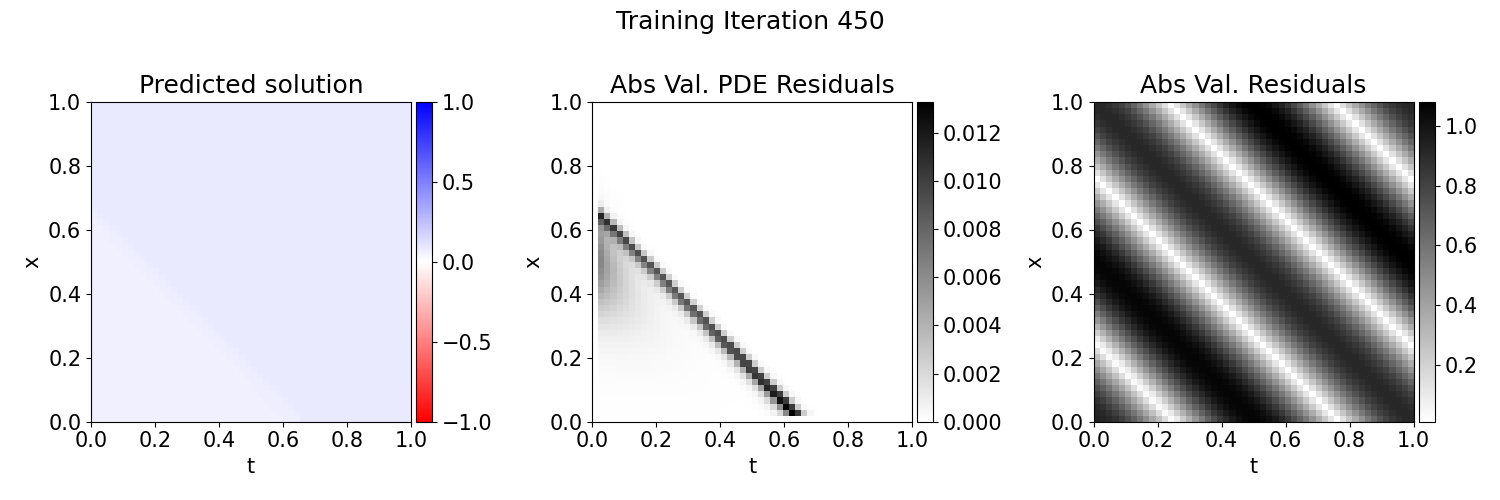 Training Iteration 450
Predicted solution
Abs Val. PDE Residuals
Abs Val. Residuals
1.0
0.8
0.6
0.4
0.2
0.0
x
0.0 0.2 0.4 0.6 0.8 1.0
t
1.0
0.5
0.0
−0.5
−1.0
1.0
0.8
0.6
0.4
0.2
0.0
x
0.0 0.2 0.4 0.6 0.8 1.0
t
0.012
0.010
0.008
0.006
0.004
0.002
0.000
1.0
0.8
0.6
0.4
0.2
0.0
x
0.0 0.2 0.4 0.6 0.8 1.0
t
1.0
0.8
0.6
0.4
0.2